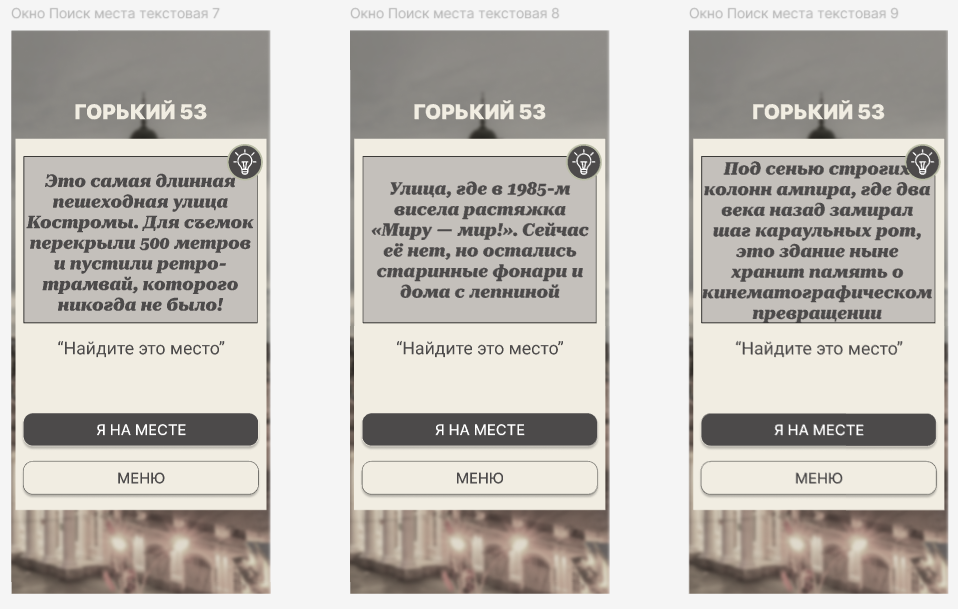 Окно Поиск места текстовая 7
ГОРЬКИЙ 53
Это самая длинная
пешеходная улица
Костромы. Для съемок
перекрыли 500 метров
и пустили ретро-
трамвай, которого
никогда не было!
“Найдите это место”
Я НА МЕСТЕ
МЕНЮ
Окно Поиск места текстовая 8
ГОРЬКИЙ 53
Улица, где в 1985-м
висела растяжка
«Миру — мир!». Сейчас
её нет, но остались
старинные фонари и
дома с лепниной
“Найдите это место”
Я НА МЕСТЕ
МЕНЮ
Окно Поиск места текстовая 9
ГОРЬКИЙ 53
Под сенью строгих
колонн ампира, где два
века назад замирал
шаг караульных рот,
это здание ныне
хранит память о
кинематографическом
превращении
“Найдите это место”
Я НА МЕСТЕ
МЕНЮ